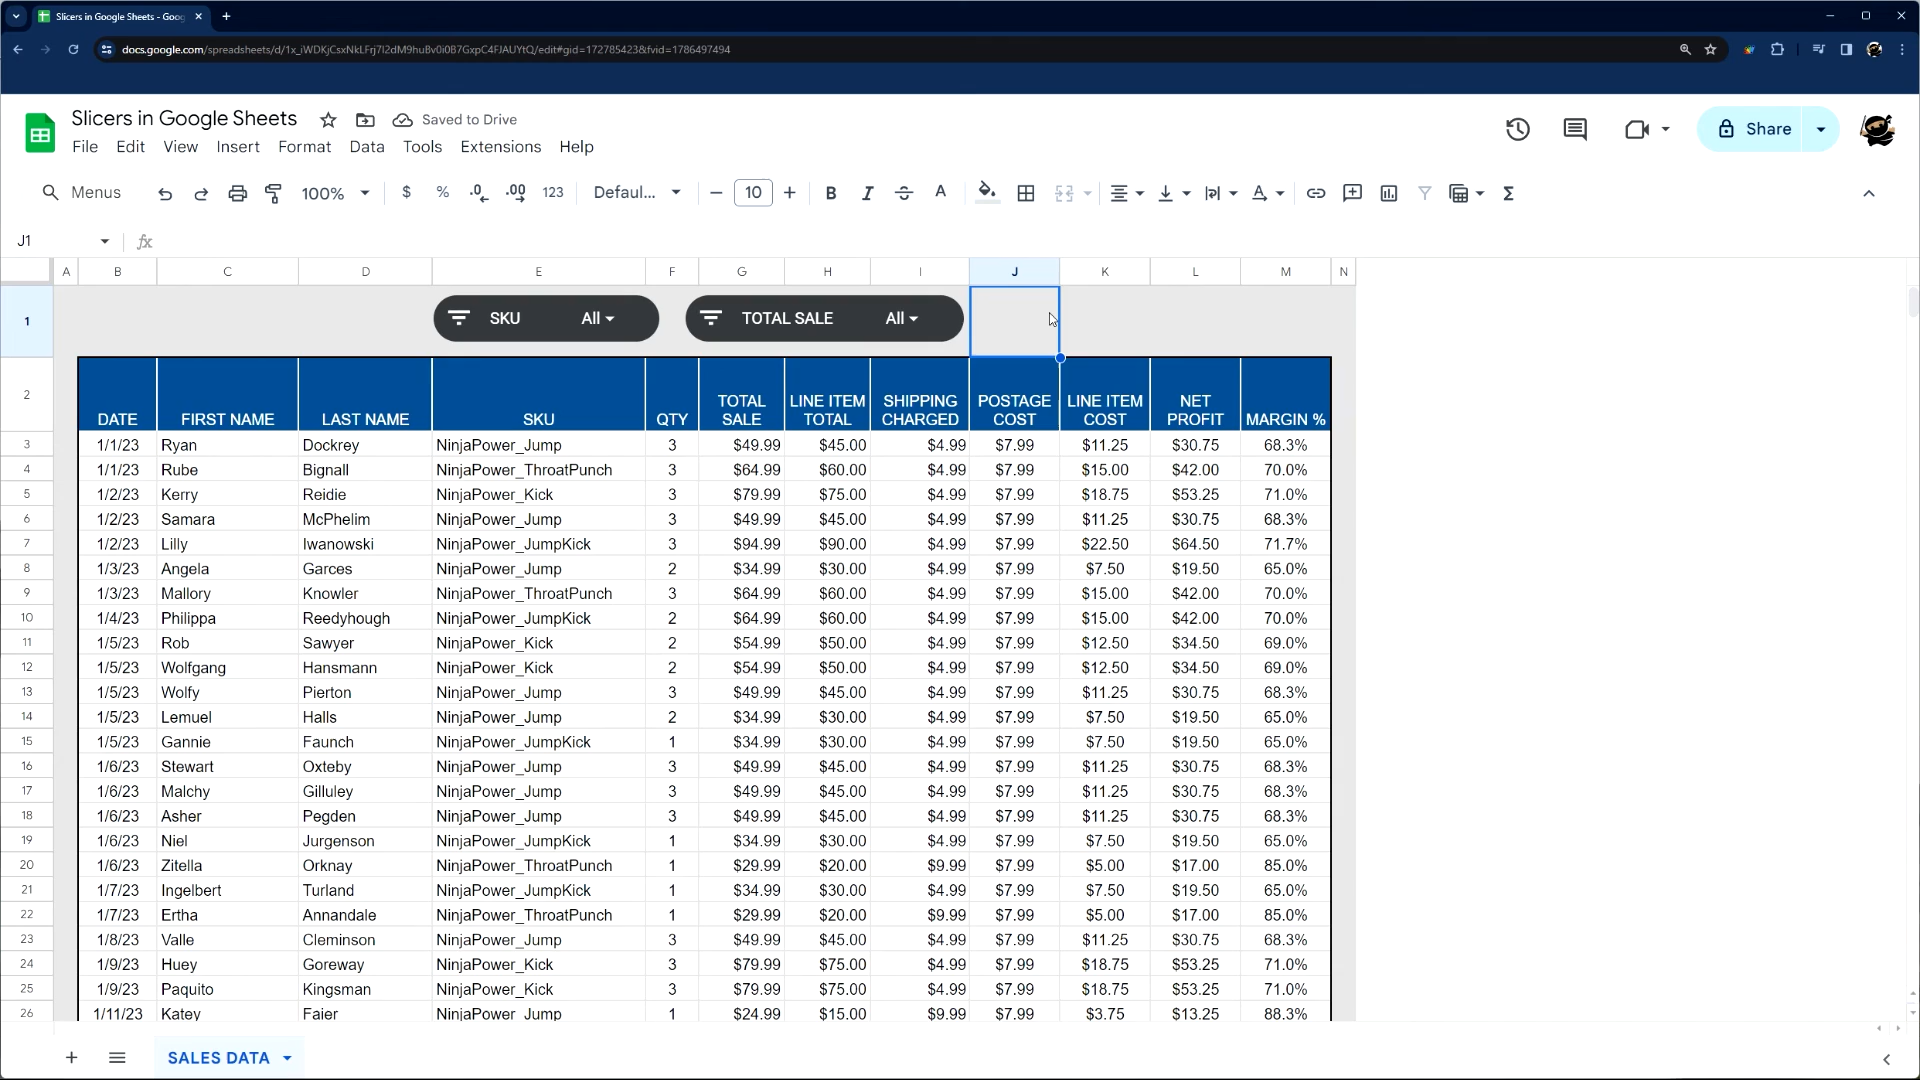 Slicers in Google Sheets - Goog
docs.google.com/spreadsheets/d/1x_iWDKjCsxNkLFrj7l2dM9huBv0i0B7GxpC4FJAUYtQ/edit#gid=172785423&fvid=1786497494
Slicers in Google Sheets Saved to Drive
File Edit View Insert Format Data Tools Extensions Help
Share
Menus 100% $ % .0 .00 123 Defaul... 10 B I A
J1 fx
A B C D E F G H I J K L M N
1 SKU All TOTAL SALE All
2 DATE FIRST NAME LAST NAME SKU QTY TOTAL SALE LINE ITEM TOTAL SHIPPING CHARGED POSTAGE COST LINE ITEM COST NET PROFIT MARGIN %
3 1/1/23 Ryan Dockrey NinjaPower_Jump 3 $49.99 $45.00 $4.99 $7.99 $11.25 $30.75 68.3%
4 1/1/23 Rube Bignall NinjaPower_ThroatPunch 3 $64.99 $60.00 $4.99 $7.99 $15.00 $42.00 70.0%
5 1/2/23 Kerry Reidie NinjaPower_Kick 3 $79.99 $75.00 $4.99 $7.99 $18.75 $53.25 71.0%
6 1/2/23 Samara McPhelim NinjaPower_Jump 3 $49.99 $45.00 $4.99 $7.99 $11.25 $30.75 68.3%
7 1/2/23 Lilly Iwanowski NinjaPower_JumpKick 3 $94.99 $90.00 $4.99 $7.99 $22.50 $64.50 71.7%
8 1/3/23 Angela Garces NinjaPower_Jump 2 $34.99 $30.00 $4.99 $7.99 $7.50 $19.50 65.0%
9 1/3/23 Mallory Knowler NinjaPower_ThroatPunch 3 $64.99 $60.00 $4.99 $7.99 $15.00 $42.00 70.0%
10 1/4/23 Philippa Reedyhough NinjaPower_JumpKick 2 $64.99 $60.00 $4.99 $7.99 $15.00 $42.00 70.0%
11 1/5/23 Rob Sawyer NinjaPower_Kick 2 $54.99 $50.00 $4.99 $7.99 $12.50 $34.50 69.0%
12 1/5/23 Wolfgang Hansmann NinjaPower_Kick 2 $54.99 $50.00 $4.99 $7.99 $12.50 $34.50 69.0%
13 1/5/23 Wolfy Pierton NinjaPower_Jump 3 $49.99 $45.00 $4.99 $7.99 $11.25 $30.75 68.3%
14 1/5/23 Lemuel Halls NinjaPower_Jump 2 $34.99 $30.00 $4.99 $7.99 $7.50 $19.50 65.0%
15 1/5/23 Gannie Faunch NinjaPower_JumpKick 1 $34.99 $30.00 $4.99 $7.99 $7.50 $19.50 65.0%
16 1/6/23 Stewart Oxteby NinjaPower_Jump 3 $49.99 $45.00 $4.99 $7.99 $11.25 $30.75 68.3%
17 1/6/23 Malchy Gilluley NinjaPower_Jump 3 $49.99 $45.00 $4.99 $7.99 $11.25 $30.75 68.3%
18 1/6/23 Asher Pegden NinjaPower_Jump 3 $49.99 $45.00 $4.99 $7.99 $11.25 $30.75 68.3%
19 1/6/23 Niel Jurgenson NinjaPower_JumpKick 1 $34.99 $30.00 $4.99 $7.99 $7.50 $19.50 65.0%
20 1/6/23 Zitella Orknay NinjaPower_ThroatPunch 1 $29.99 $20.00 $9.99 $7.99 $5.00 $17.00 85.0%
21 1/7/23 Ingelbert Turland NinjaPower_JumpKick 1 $34.99 $30.00 $4.99 $7.99 $7.50 $19.50 65.0%
22 1/7/23 Ertha Annandale NinjaPower_ThroatPunch 1 $29.99 $20.00 $9.99 $7.99 $5.00 $17.00 85.0%
23 1/8/23 Valle Cleminson NinjaPower_Jump 3 $49.99 $45.00 $4.99 $7.99 $11.25 $30.75 68.3%
24 1/9/23 Huey Goreway NinjaPower_Kick 3 $79.99 $75.00 $4.99 $7.99 $18.75 $53.25 71.0%
25 1/9/23 Paquito Kingsman NinjaPower_Kick 3 $79.99 $75.00 $4.99 $7.99 $18.75 $53.25 71.0%
26 1/11/23 Katey Faier NinjaPower_Jump 1 $24.99 $15.00 $9.99 $7.99 $3.75 $13.25 88.3%
SALES DATA